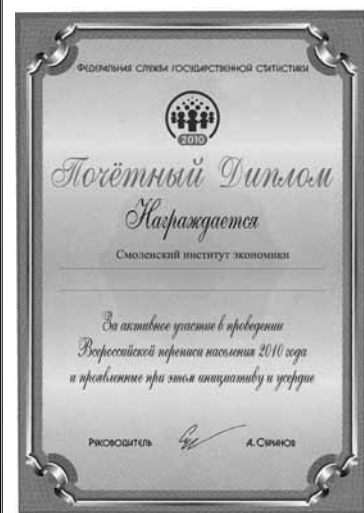 Федеральная служба государственной статистики
2010
Почётный Диплом
Награждается
Смоленский институт экономики
За активное участие в проведении
Всероссийской переписи населения 2010 года
и проявленные при этом инициативу и усердие
Руководитель А. Суринов